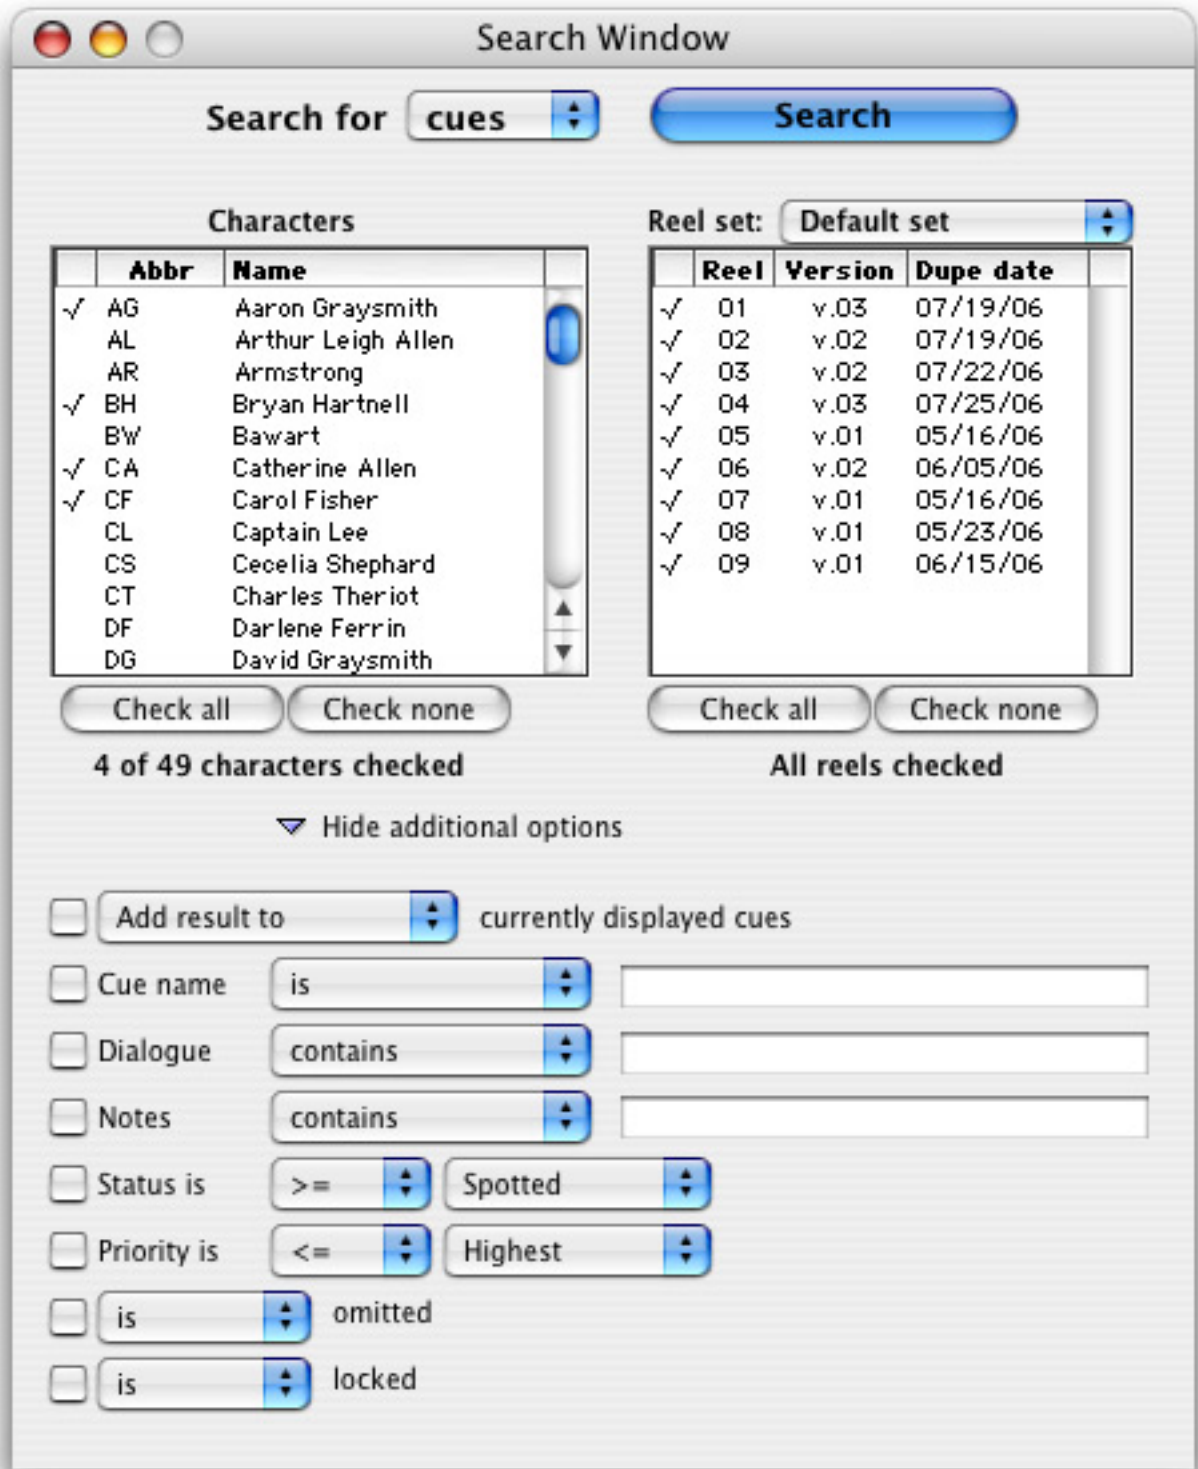 Search Window
Search for cues Search
Characters
Abbr Name
√ AG Aaron Graysmith
AL Arthur Leigh Allen
AR Armstrong
√ BH Bryan Hartnell
BW Bawart
√ CA Catherine Allen
√ CF Carol Fisher
CL Captain Lee
CS Cecelia Shephard
CT Charles Theriot
DF Darlene Ferrin
DG David Graysmith
Check all Check none
4 of 49 characters checked
Reel set: Default set
Reel Version Dupe date
√ 01 v.03 07/19/06
√ 02 v.02 07/19/06
√ 03 v.02 07/22/06
√ 04 v.03 07/25/06
√ 05 v.01 05/16/06
√ 06 v.02 06/05/06
√ 07 v.01 05/16/06
√ 08 v.01 05/23/06
√ 09 v.01 06/15/06
Check all Check none
All reels checked
Hide additional options
Add result to currently displayed cues
Cue name is
Dialogue contains
Notes contains
Status is >= Spotted
Priority is <= Highest
is omitted
is locked